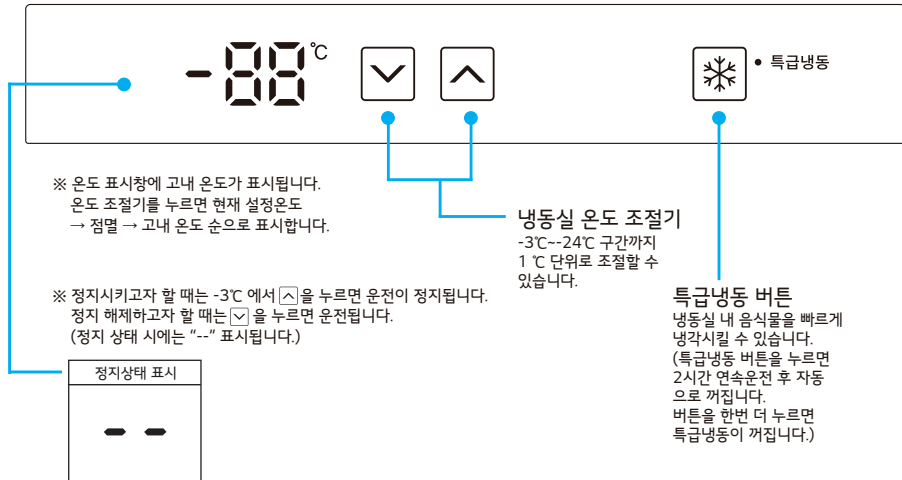 -88℃
• 특급냉동
※ 온도 표시창에 고내 온도가 표시됩니다.
온도 조절기를 누르면 현재 설정온도
→ 점멸 → 고내 온도 순으로 표시합니다.
냉동실 온도 조절기
-3℃~-24℃ 구간까지
1 ℃ 단위로 조절할 수
있습니다.
※ 정지시키고자 할 때는 -3℃ 에서 을 누르면 운전이 정지됩니다.
정지 해제하고자 할 때는 을 누르면 운전됩니다.
(정지 상태 시에는 “--” 표시됩니다.)
특급냉동 버튼
냉동실 내 음식물을 빠르게
냉각시킬 수 있습니다.
(특급냉동 버튼을 누르면
2시간 연속운전 후 자동
으로 꺼집니다.
버튼을 한번 더 누르면
특급냉동이 꺼집니다.)
정지상태 표시
--